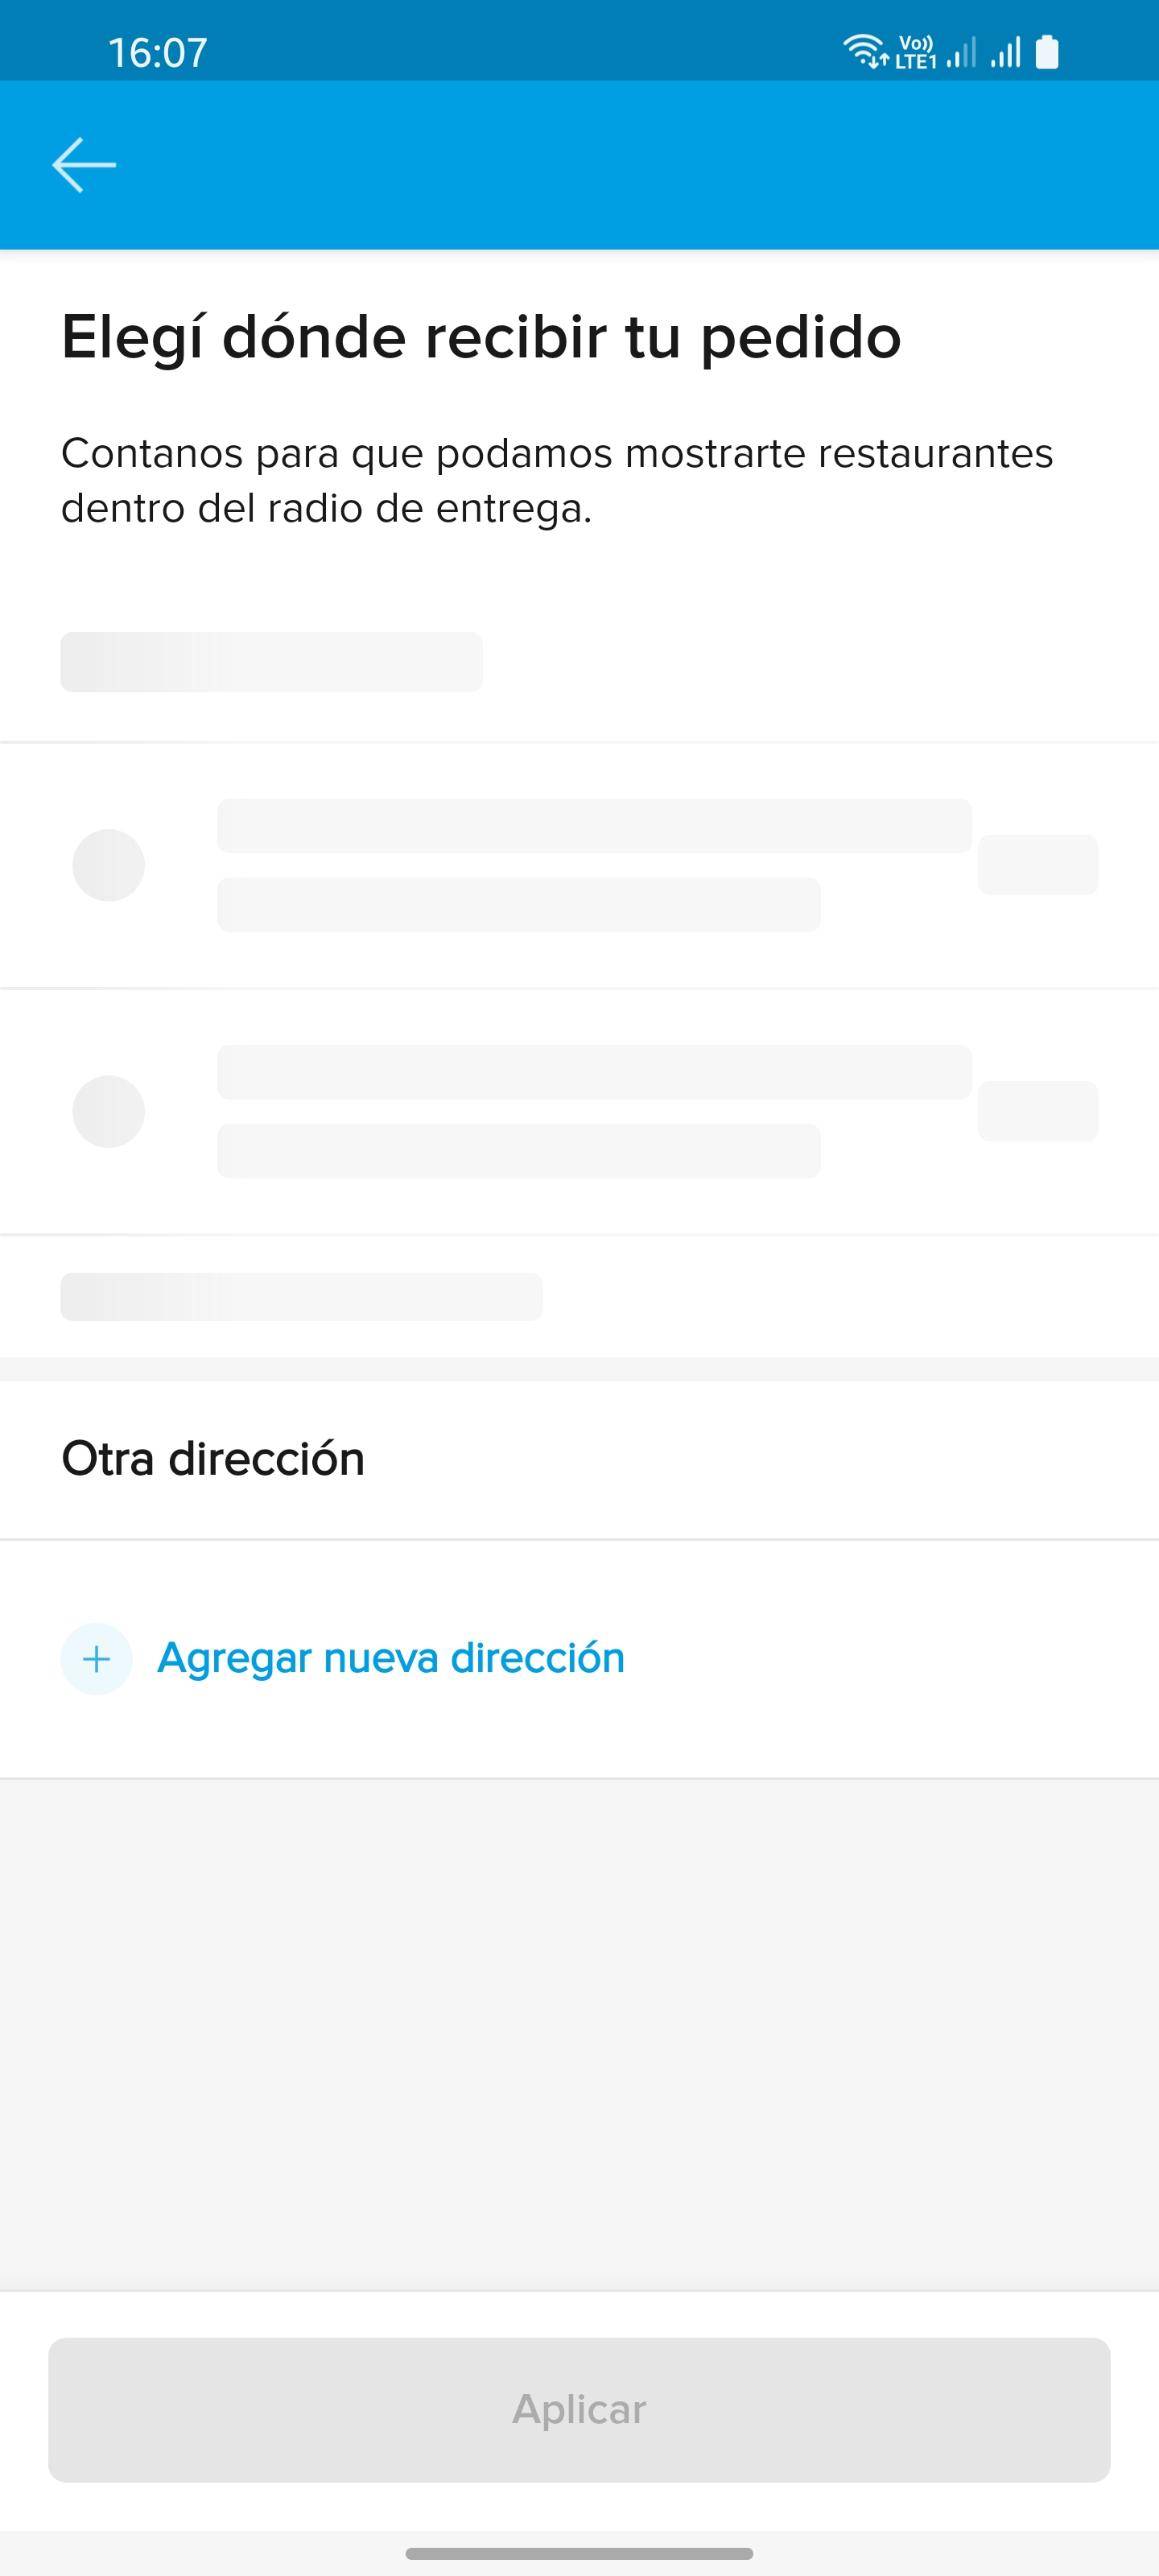 16:07
Vo)) LTE1
Elegí dónde recibir tu pedido
Contanos para que podamos mostrarte restaurantes
dentro del radio de entrega.
Otra dirección
Agregar nueva dirección
Aplicar